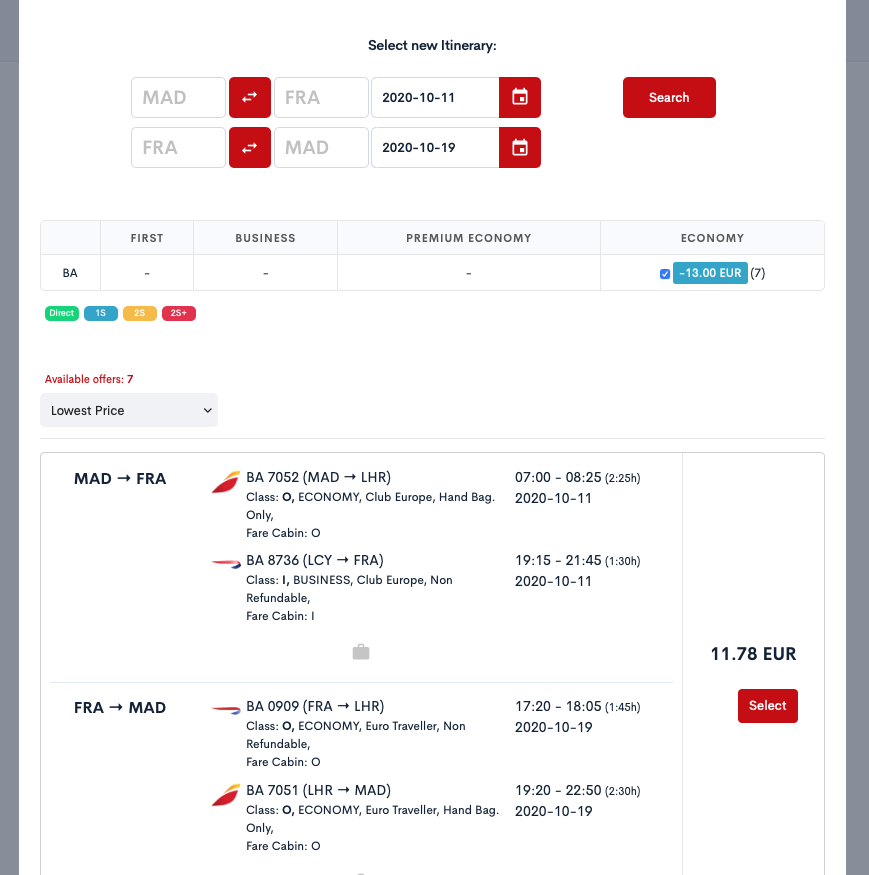 Select new Itinerary:
MAD FRA 2020-10-11 Search
FRA MAD 2020-10-19
FIRST BUSINESS PREMIUM ECONOMY ECONOMY
BA - - - -13.00 EUR (7)
Direct 1S 2S 2S+
Available offers: 7
Lowest Price
MAD → FRA
BA 7052 (MAD → LHR) 07:00 - 08:25 (2:25h)
Class: O, ECONOMY, Club Europe, Hand Bag. 2020-10-11
Only,
Fare Cabin: O
BA 8736 (LCY → FRA) 19:15 - 21:45 (1:30h)
Class: I, BUSINESS, Club Europe, Non 2020-10-11
Refundable,
Fare Cabin: I
11.78 EUR
Select
FRA → MAD
BA 0909 (FRA → LHR) 17:20 - 18:05 (1:45h)
Class: O, ECONOMY, Euro Traveller, Non 2020-10-19
Refundable,
Fare Cabin: O
BA 7051 (LHR → MAD) 19:20 - 22:50 (2:30h)
Class: O, ECONOMY, Euro Traveller, Hand Bag. 2020-10-19
Only,
Fare Cabin: O